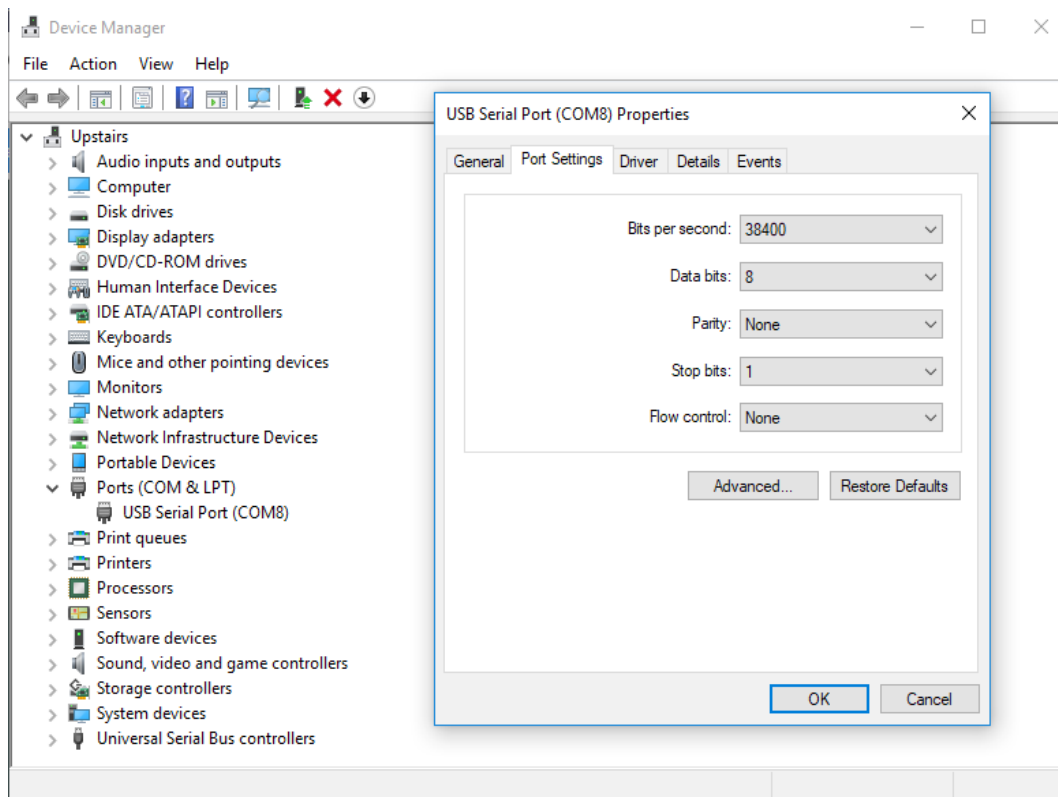 Device Manager
File Action View Help
Upstairs
Audio inputs and outputs
Computer
Disk drives
Display adapters
DVD/CD-ROM drives
Human Interface Devices
IDE ATA/ATAPI controllers
Keyboards
Mice and other pointing devices
Monitors
Network adapters
Network Infrastructure Devices
Portable Devices
Ports (COM & LPT)
USB Serial Port (COM8)
Print queues
Printers
Processors
Sensors
Software devices
Sound, video and game controllers
Storage controllers
System devices
Universal Serial Bus controllers
USB Serial Port (COM8) Properties
General Port Settings Driver Details Events
Bits per second: 38400
Data bits: 8
Parity: None
Stop bits: 1
Flow control: None
Advanced... Restore Defaults
OK Cancel